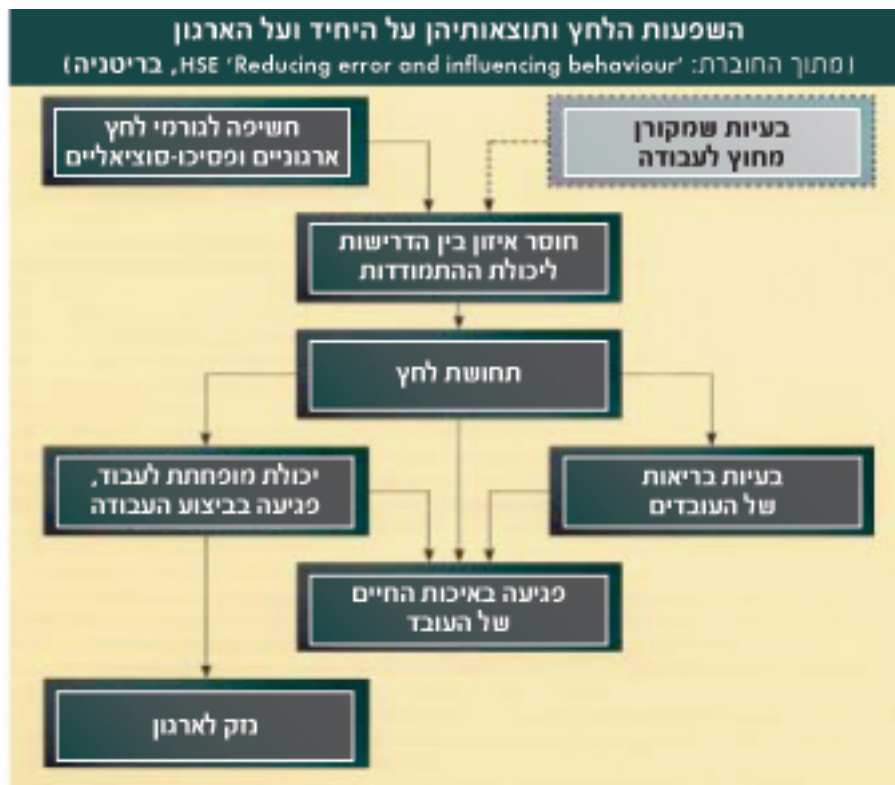 השפעות הלחץ ותוצאותיהן על היחיד ועל הארגון
(מתוך החוברת: 'HSE 'Reducing error and influencing behaviour, בריטניה)
בעיות שמקורן
מחוץ לעבודה
חשיפה לגורמי לחץ
ארגוניים ופסיכו-סוציאליים
חוסר איזון בין הדרישות
ליכולת ההתמודדות
תחושת לחץ
בעיות בריאות
של העובדים
יכולת מופחתת לעבוד,
פגיעה בביצוע העבודה
פגיעה באיכות החיים
של העובד
נזק לארגון